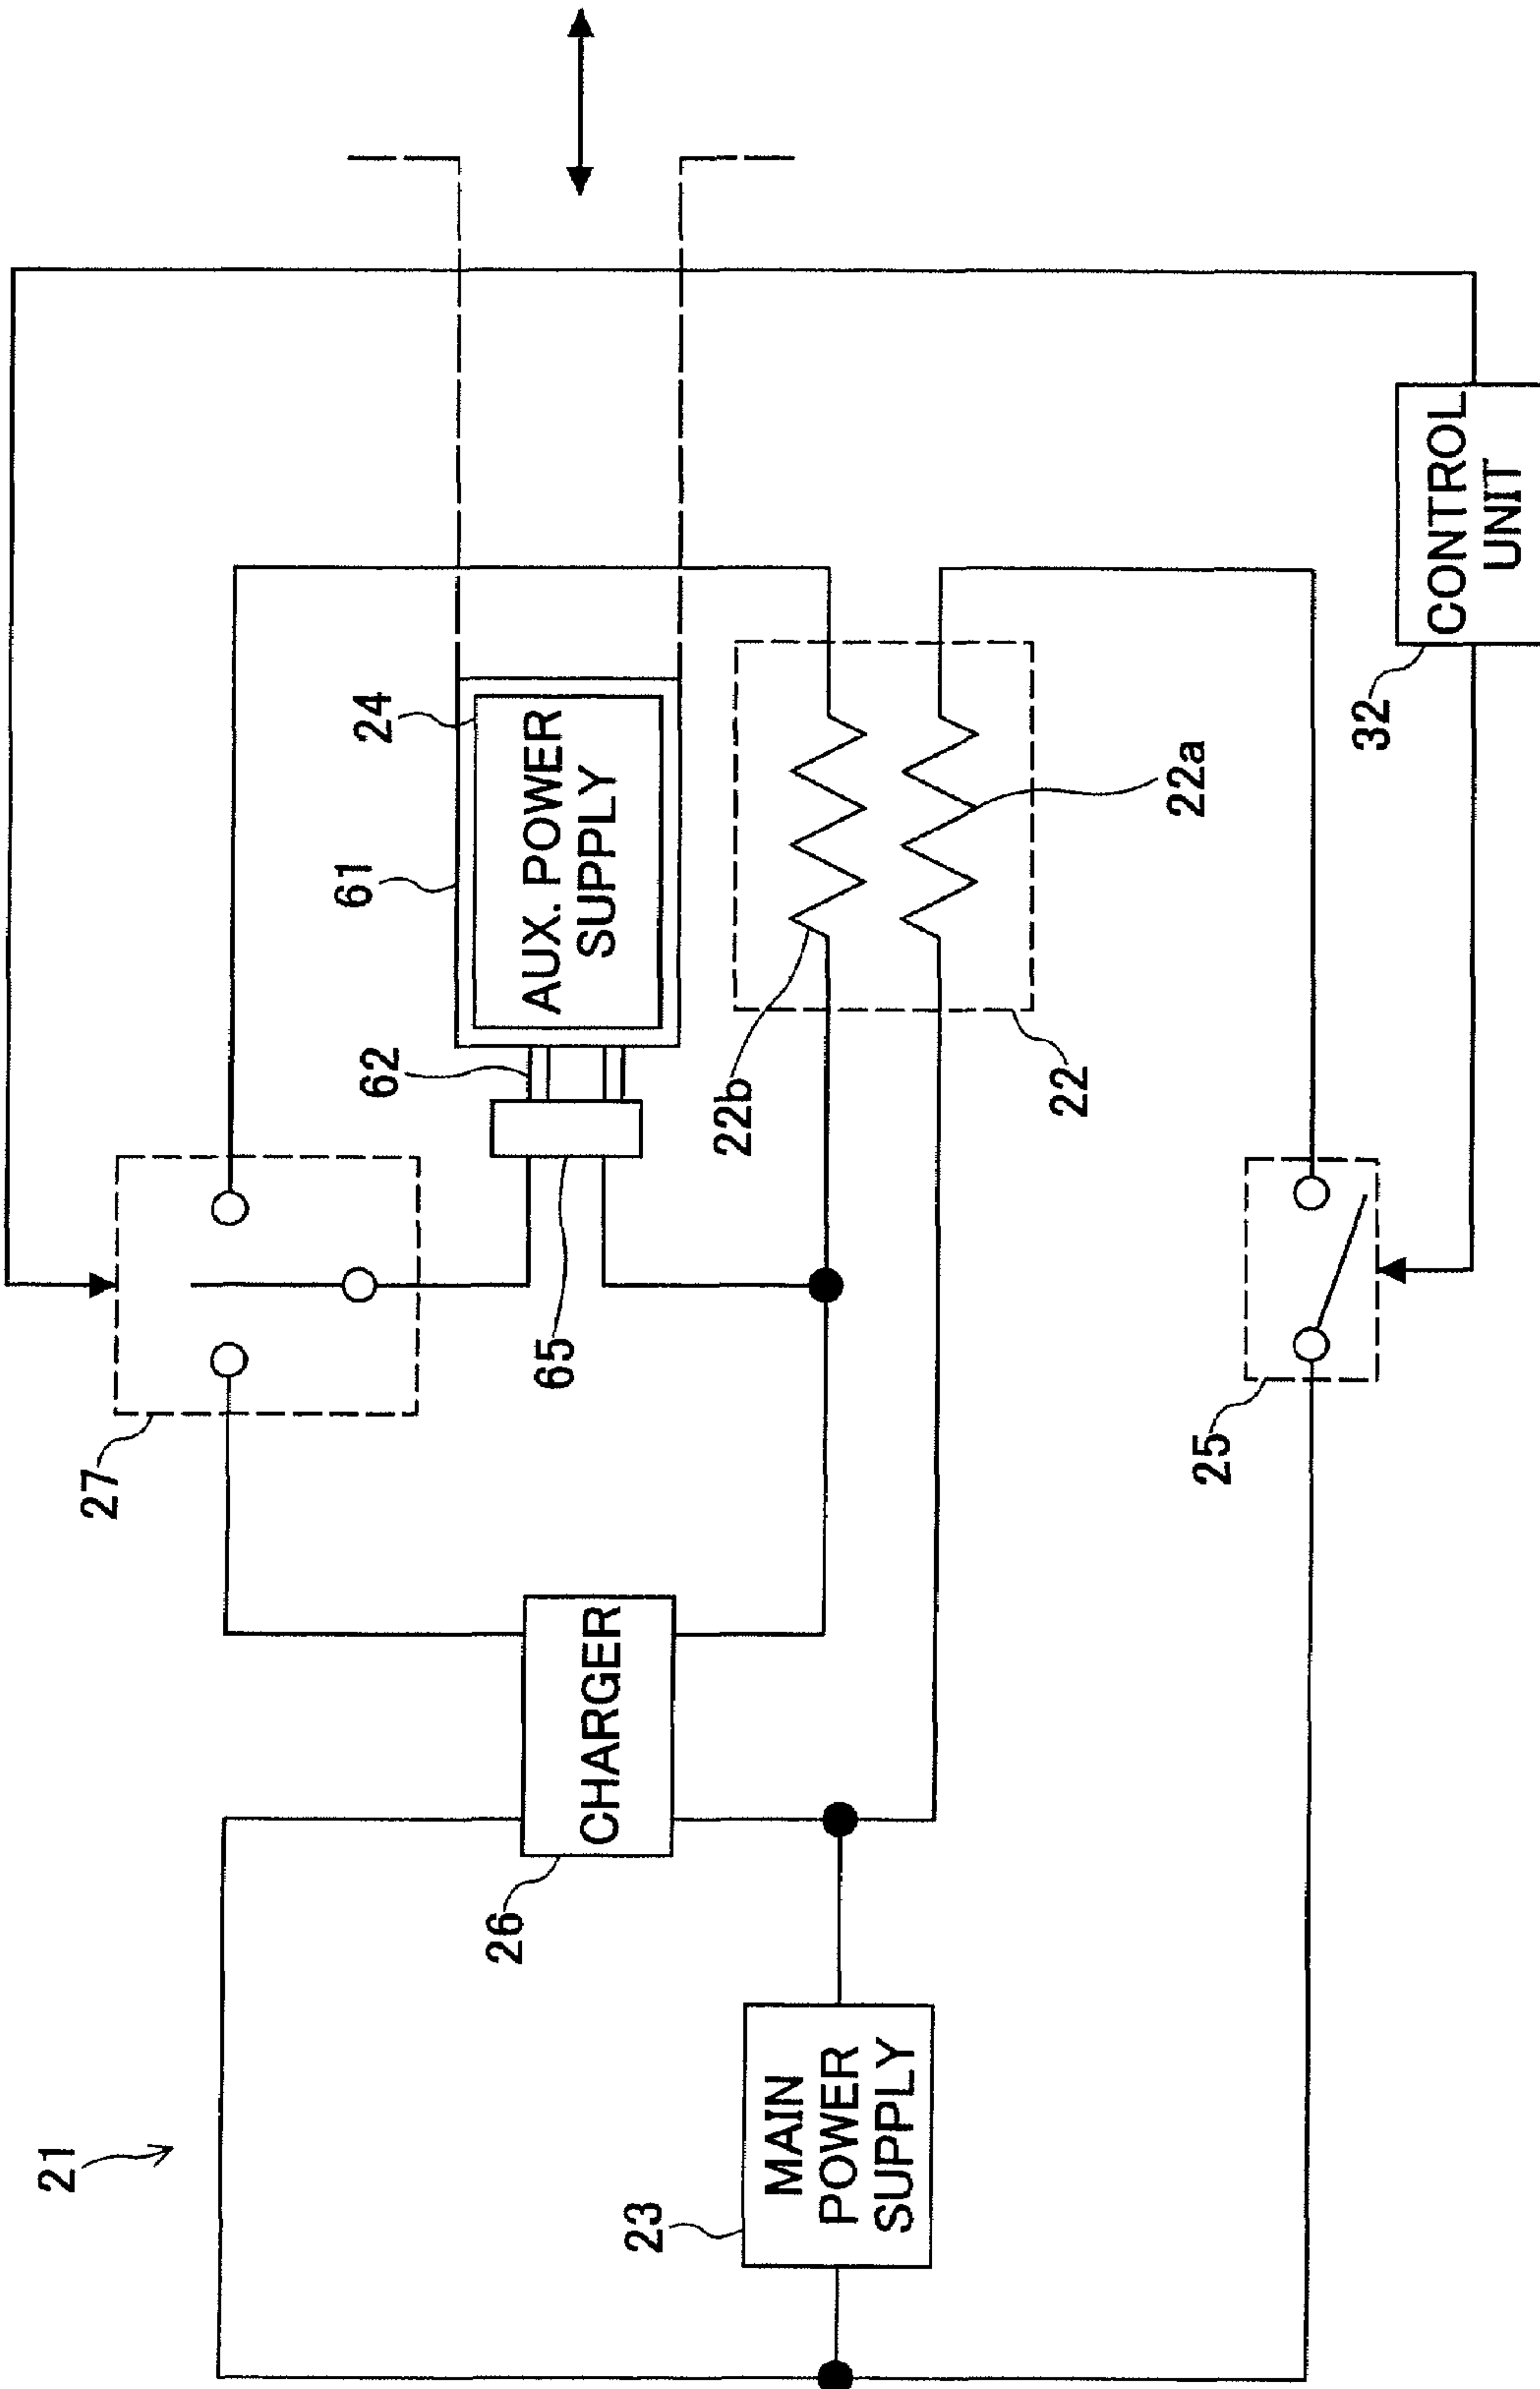 21
27
26
CHARGER
23
MAIN
POWER
SUPPLY
65
62
61
24
AUX. POWER
SUPPLY
22b
22
22a
25
32
CONTROL
UNIT